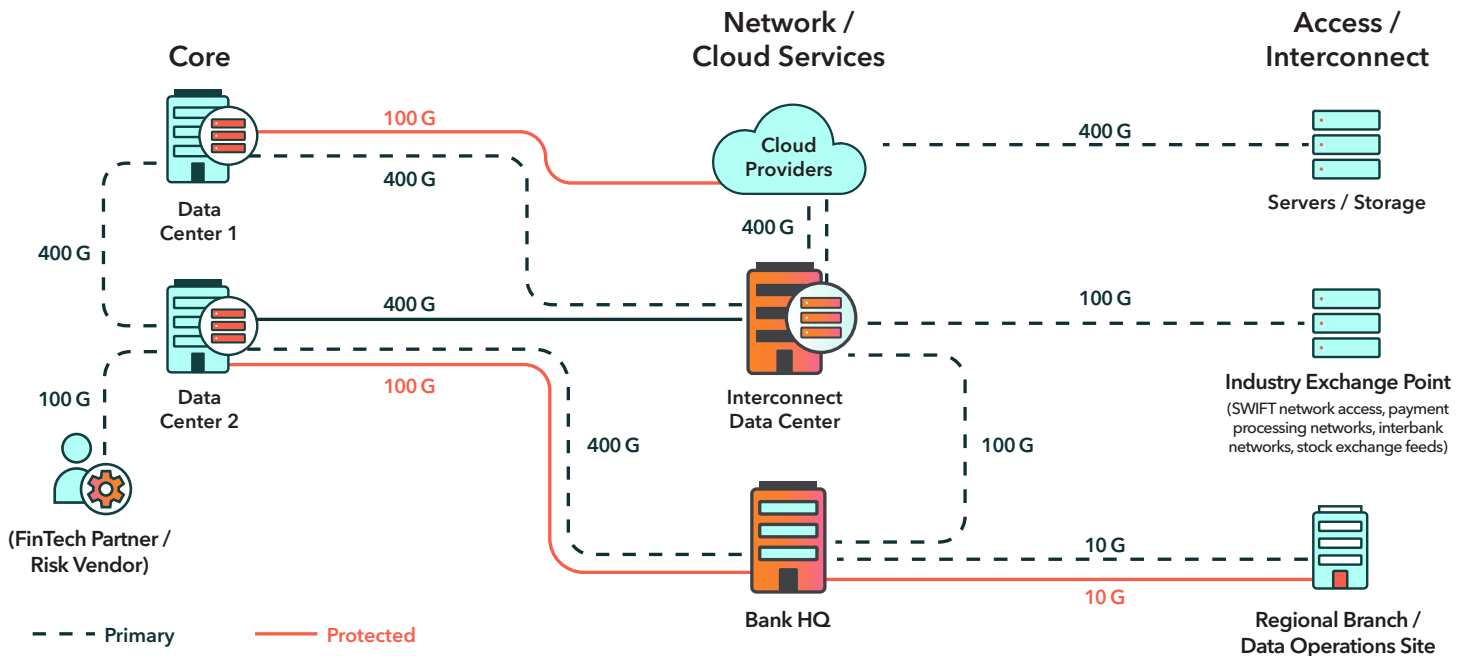 Core
Network /
Cloud Services
Access /
Interconnect
100 G
400 G
Cloud
Providers
400 G
Servers / Storage
Data
Center 1
400 G
400 G
400 G
100 G
Data
Center 2
100 G
100 G
Interconnect
Data Center
Industry Exchange Point
(SWIFT network access, payment
processing networks, interbank
networks, stock exchange feeds)
400 G
100 G
(FinTech Partner /
Risk Vendor)
10 G
10 G
Bank HQ
Regional Branch /
Data Operations Site
Primary
Protected